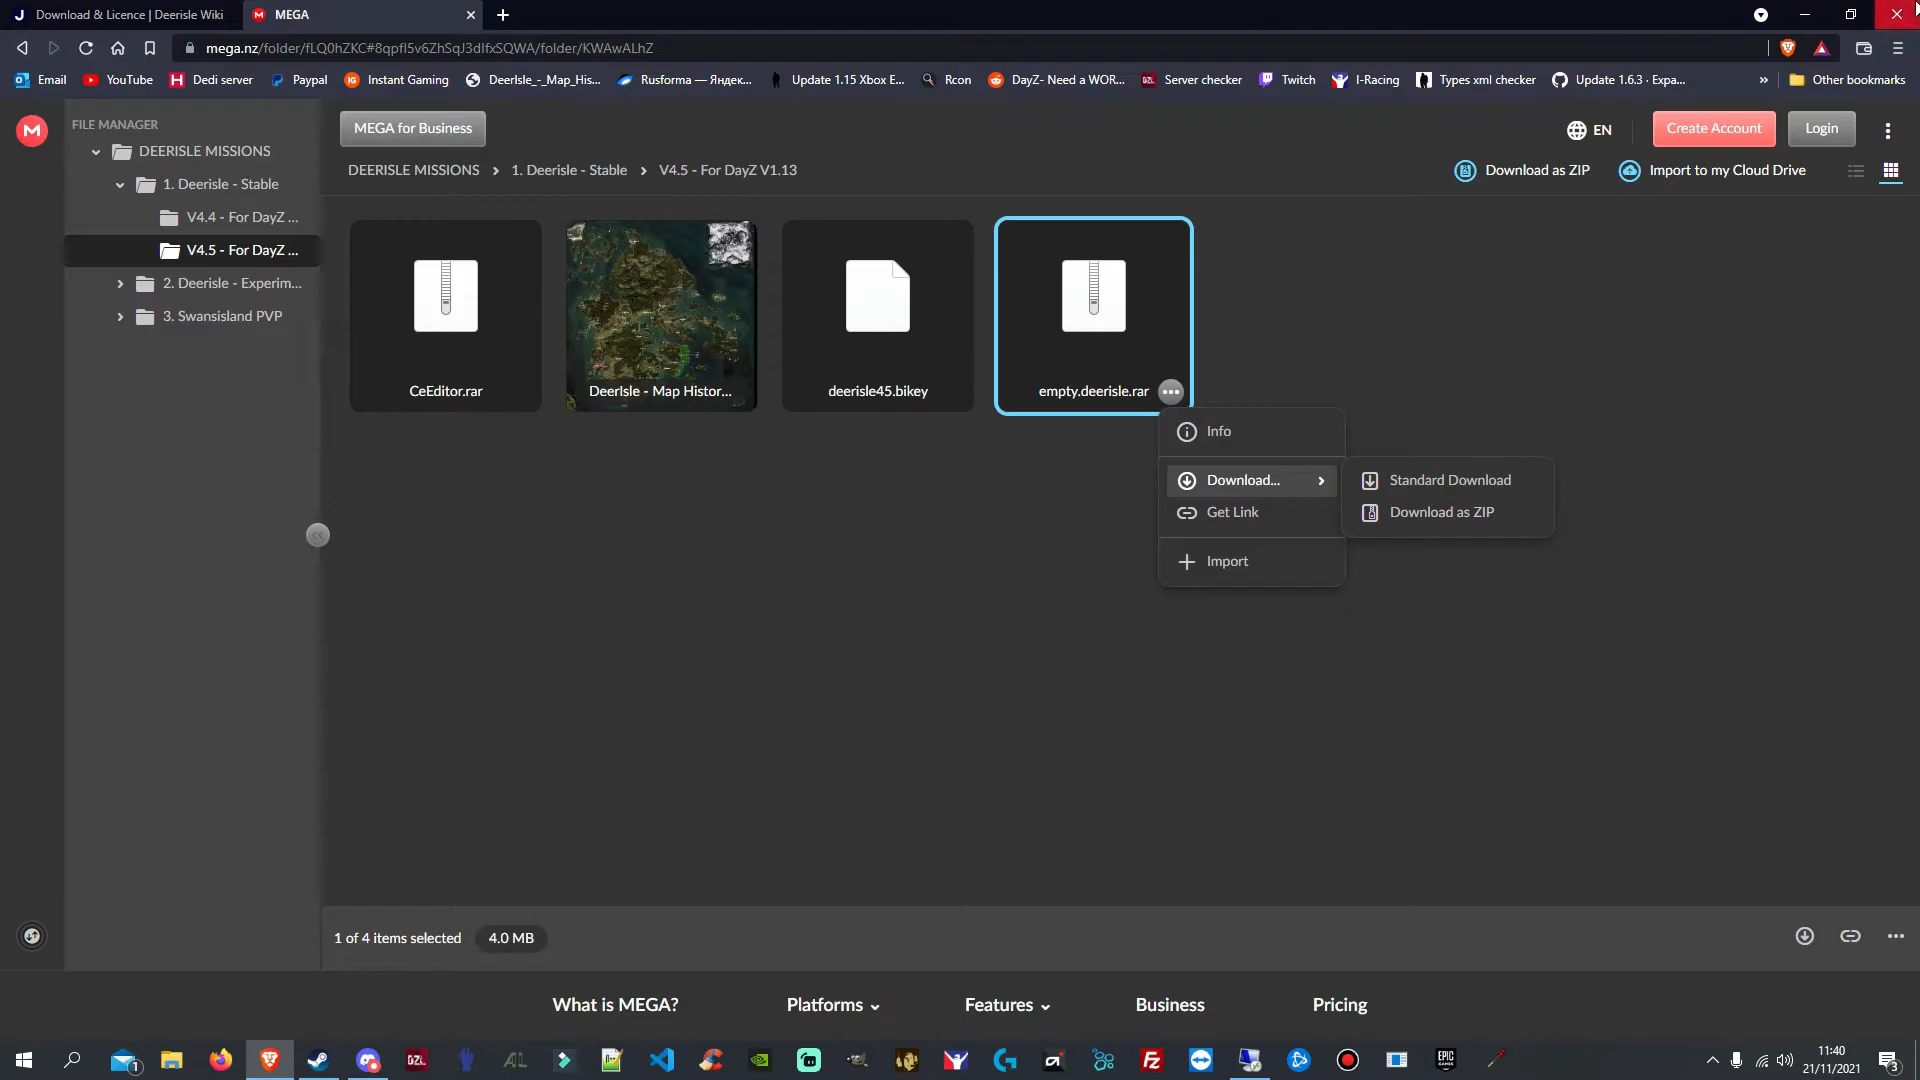 Download & Licence | Deerisle Wiki
MEGA
mega.nz/folder/fLQ0hZKC#8qpfI5v6ZhSqJ3dIfxSQWA/folder/KWAwALhZ
Email
YouTube
Dedi server
Paypal
Instant Gaming
DeerIsle_-_Map_His...
Rusforma — Яндек...
Update 1.15 Xbox E...
Rcon
DayZ- Need a WOR...
Server checker
Twitch
I-Racing
Types xml checker
Update 1.6.3 · Expa...
»
Other bookmarks
FILE MANAGER
DEERISLE MISSIONS
1. Deerisle - Stable
V4.4 - For DayZ ...
V4.5 - For DayZ ...
2. Deerisle - Experim...
3. Swansisland PVP
MEGA for Business
EN
Create Account
Login
DEERISLE MISSIONS > 1. Deerisle - Stable > V4.5 - For DayZ V1.13
Download as ZIP
Import to my Cloud Drive
CeEditor.rar
DeerIsle - Map Histor...
deerisle45.bikey
empty.deerisle.rar
Info
Download...
Get Link
Import
Standard Download
Download as ZIP
1 of 4 items selected
4.0 MB
What is MEGA?
Platforms
Features
Business
Pricing
11:40
21/11/2021